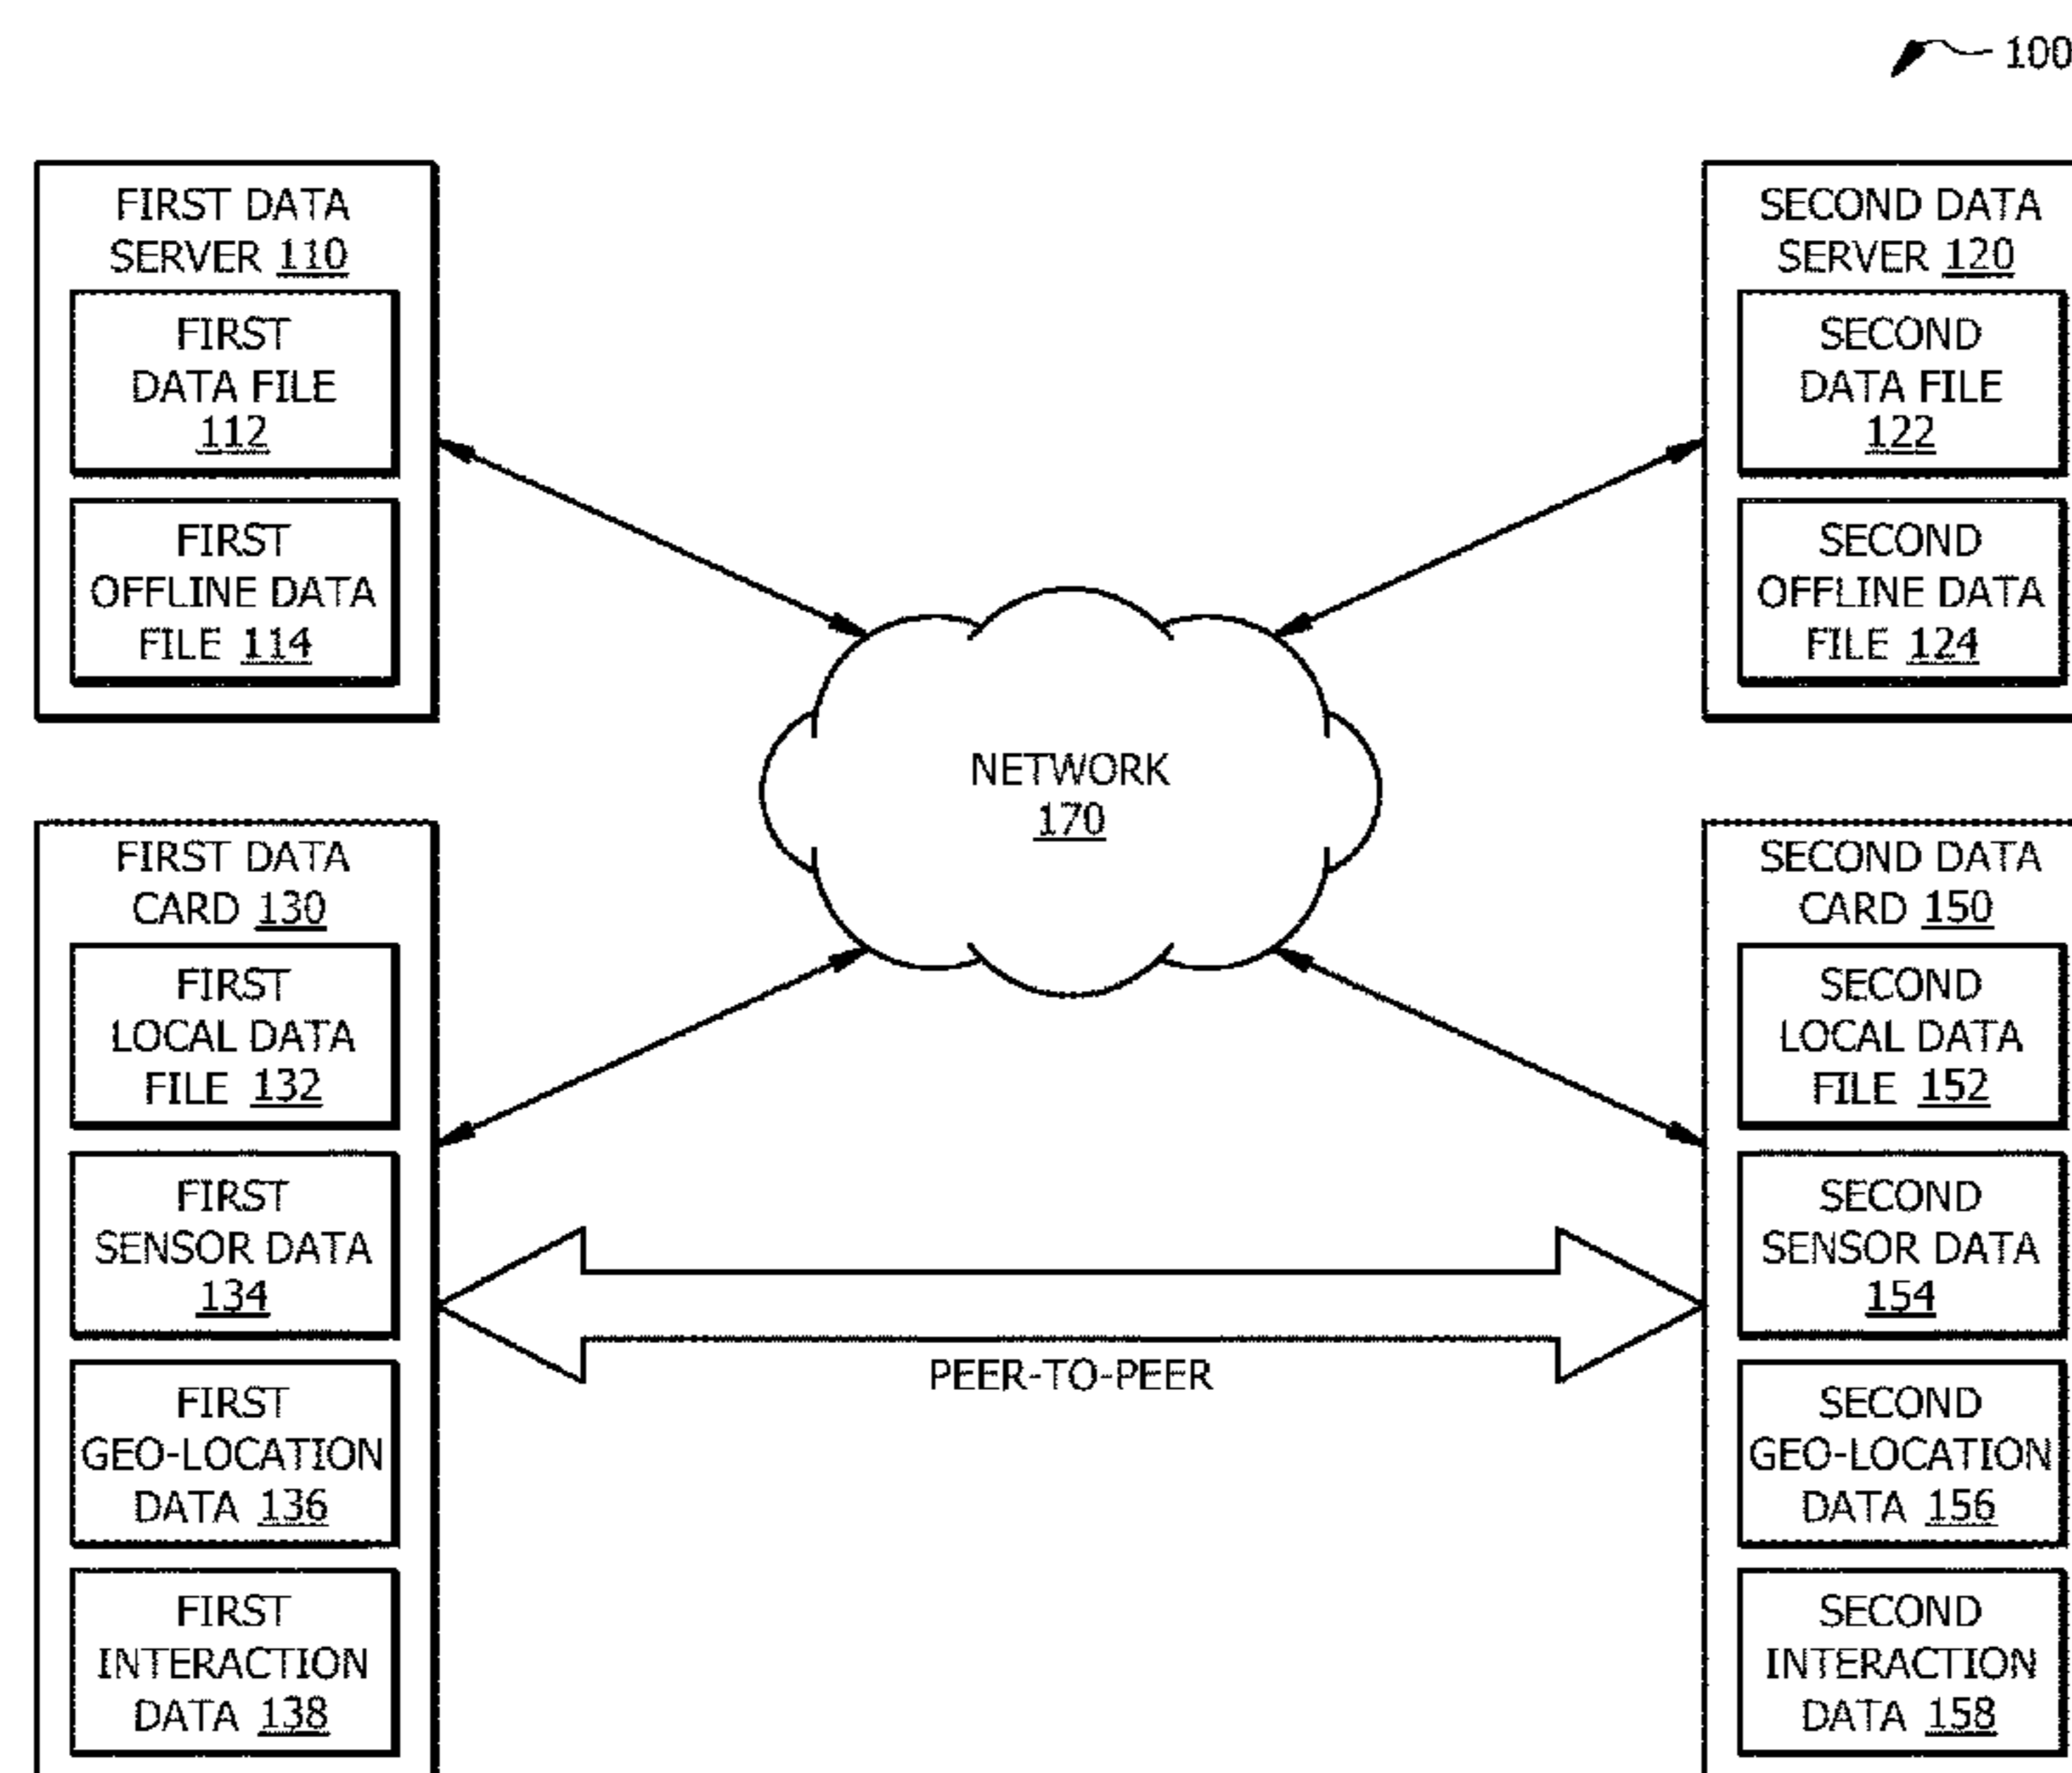 100
FIRST DATA
SERVER 110
FIRST
DATA FILE
112
FIRST
OFFLINE DATA
FILE 114
SECOND DATA
SERVER 120
SECOND
DATA FILE
122
SECOND
OFFLINE DATA
FILE 124
NETWORK
170
FIRST DATA
CARD 130
FIRST
LOCAL DATA
FILE 132
FIRST
SENSOR DATA
134
FIRST
GEO-LOCATION
DATA 136
FIRST
INTERACTION
DATA 138
PEER-TO-PEER
SECOND DATA
CARD 150
SECOND
LOCAL DATA
FILE 152
SECOND
SENSOR DATA
154
SECOND
GEO-LOCATION
DATA 156
SECOND
INTERACTION
DATA 158